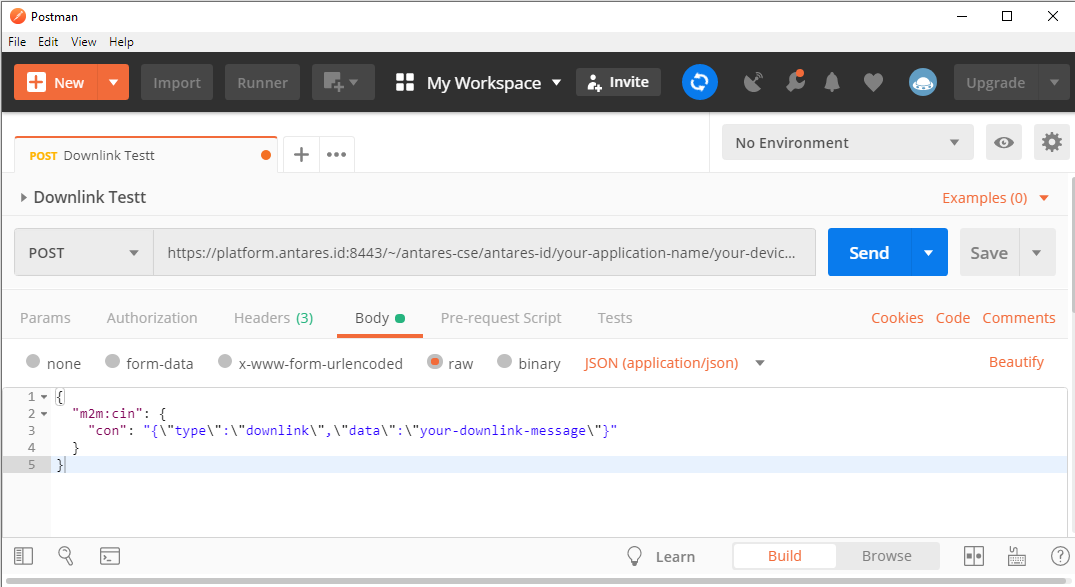 Postman
File Edit View Help
New Import Runner My Workspace Invite Upgrade
POST Downlink Testt No Environment
Downlink Testt Examples (0)
POST https://platform.antares.id:8443/~/antares-cse/antares-id/your-application-name/your-devic... Send Save
Params Authorization Headers (3) Body Pre-request Script Tests Cookies Code Comments
none form-data x-www-form-urlencoded raw binary JSON (application/json) Beautify
1 {
2 "m2m:cin": {
3 "con": "{\"type\":\"downlink\",\"data\":\"your-downlink-message\"}"
4 }
5 }
Learn Build Browse